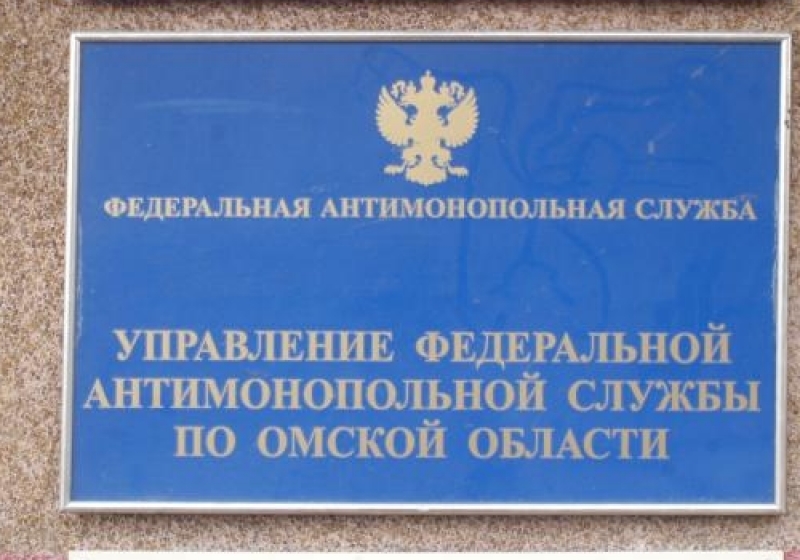 ФЕДЕРАЛЬНАЯ АНТИМОНОПОЛЬНАЯ СЛУЖБА
УПРАВЛЕНИЕ ФЕДЕРАЛЬНОЙ
АНТИМОНОПОЛЬНОЙ СЛУЖБЫ
ПО ОМСКОЙ ОБЛАСТИ